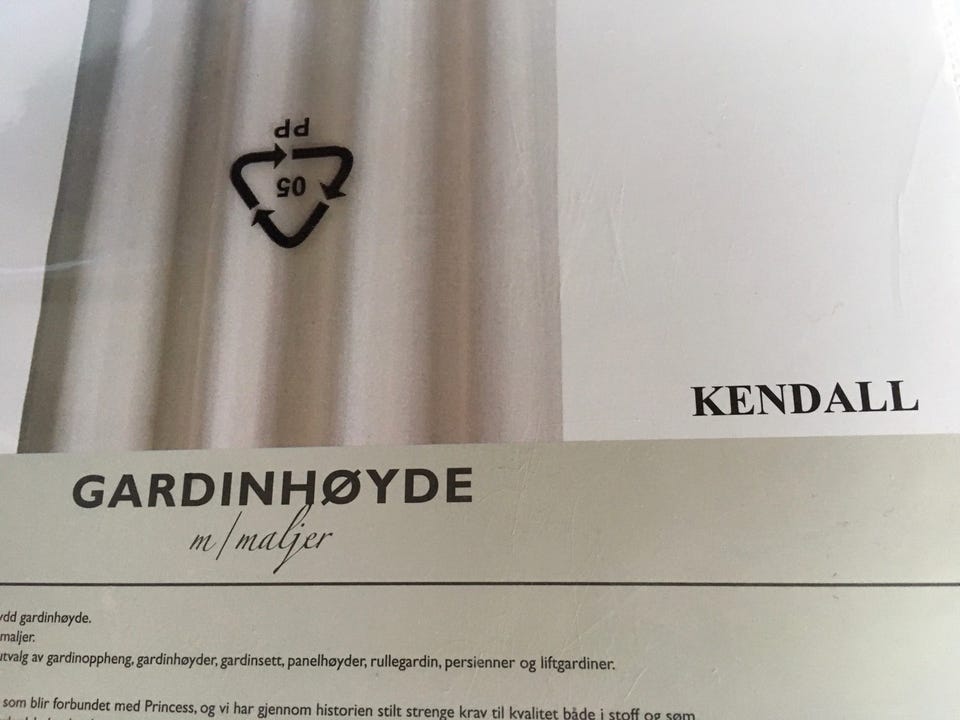 PP
05
KENDALL
GARDINHØYDE
m/maljer
gardinhøyde.
maljer.
utvalg av gardinoppheng, gardinhøyder, gardinsett, panelhøyder, rullegardin, persienner og liftgardiner.
som blir forbundet med Princess, og vi har gjennom historien stilt strenge krav til kvalitet både i stoff og søm